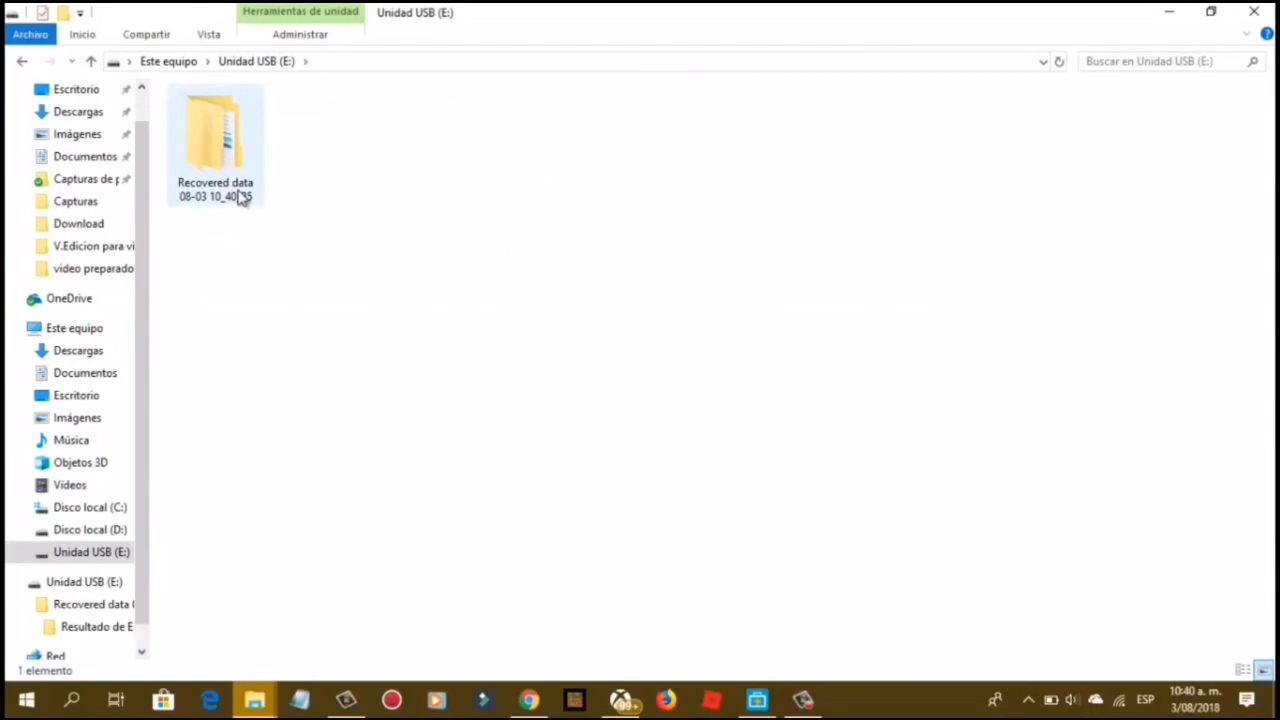 Herramientas de unidad
Unidad USB (E:)
Archivo
Inicio
Compartir
Vista
Administrar
Este equipo
Unidad USB (E:)
Buscar en Unidad USB (E:)
Escritorio
Descargas
Imágenes
Documentos
Capturas de p
Capturas
Download
V.Edicion para vi
video preparado
OneDrive
Este equipo
Descargas
Documentos
Escritorio
Imágenes
Música
Objetos 3D
Vídeos
Disco local (C:)
Disco local (D:)
Unidad USB (E:)
Unidad USB (E:)
Recovered data
Resultado de E
Red
Recovered data
08-03 10_40
1 elemento
99+
ESP
10:40 a. m.
3/08/2018